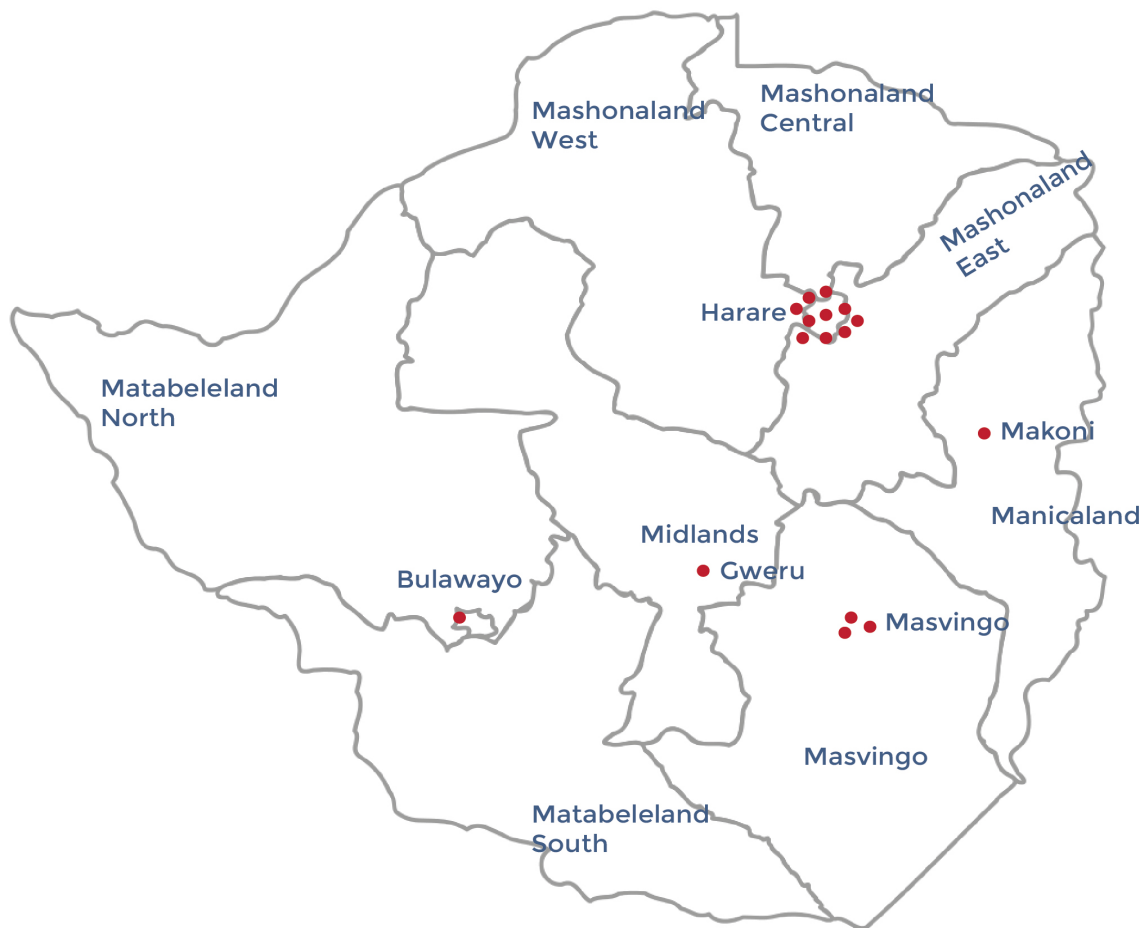 Mashonaland
Central
Mashonaland
West
Mashonaland
East
Harare
Matabeleland
North
Makoni
Manicaland
Midlands
Gweru
Bulawayo
Masvingo
Masvingo
Matabeleland
South